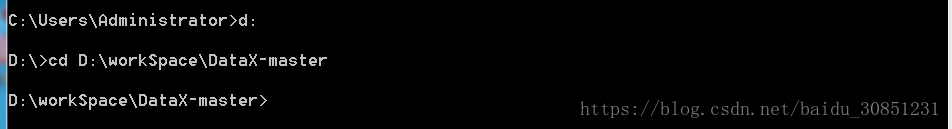 C:\Users\Administrator>d:
D:\>cd D:\workSpace\DataX-master
D:\workSpace\DataX-master>
https://blog.csdn.net/baidu_30851231